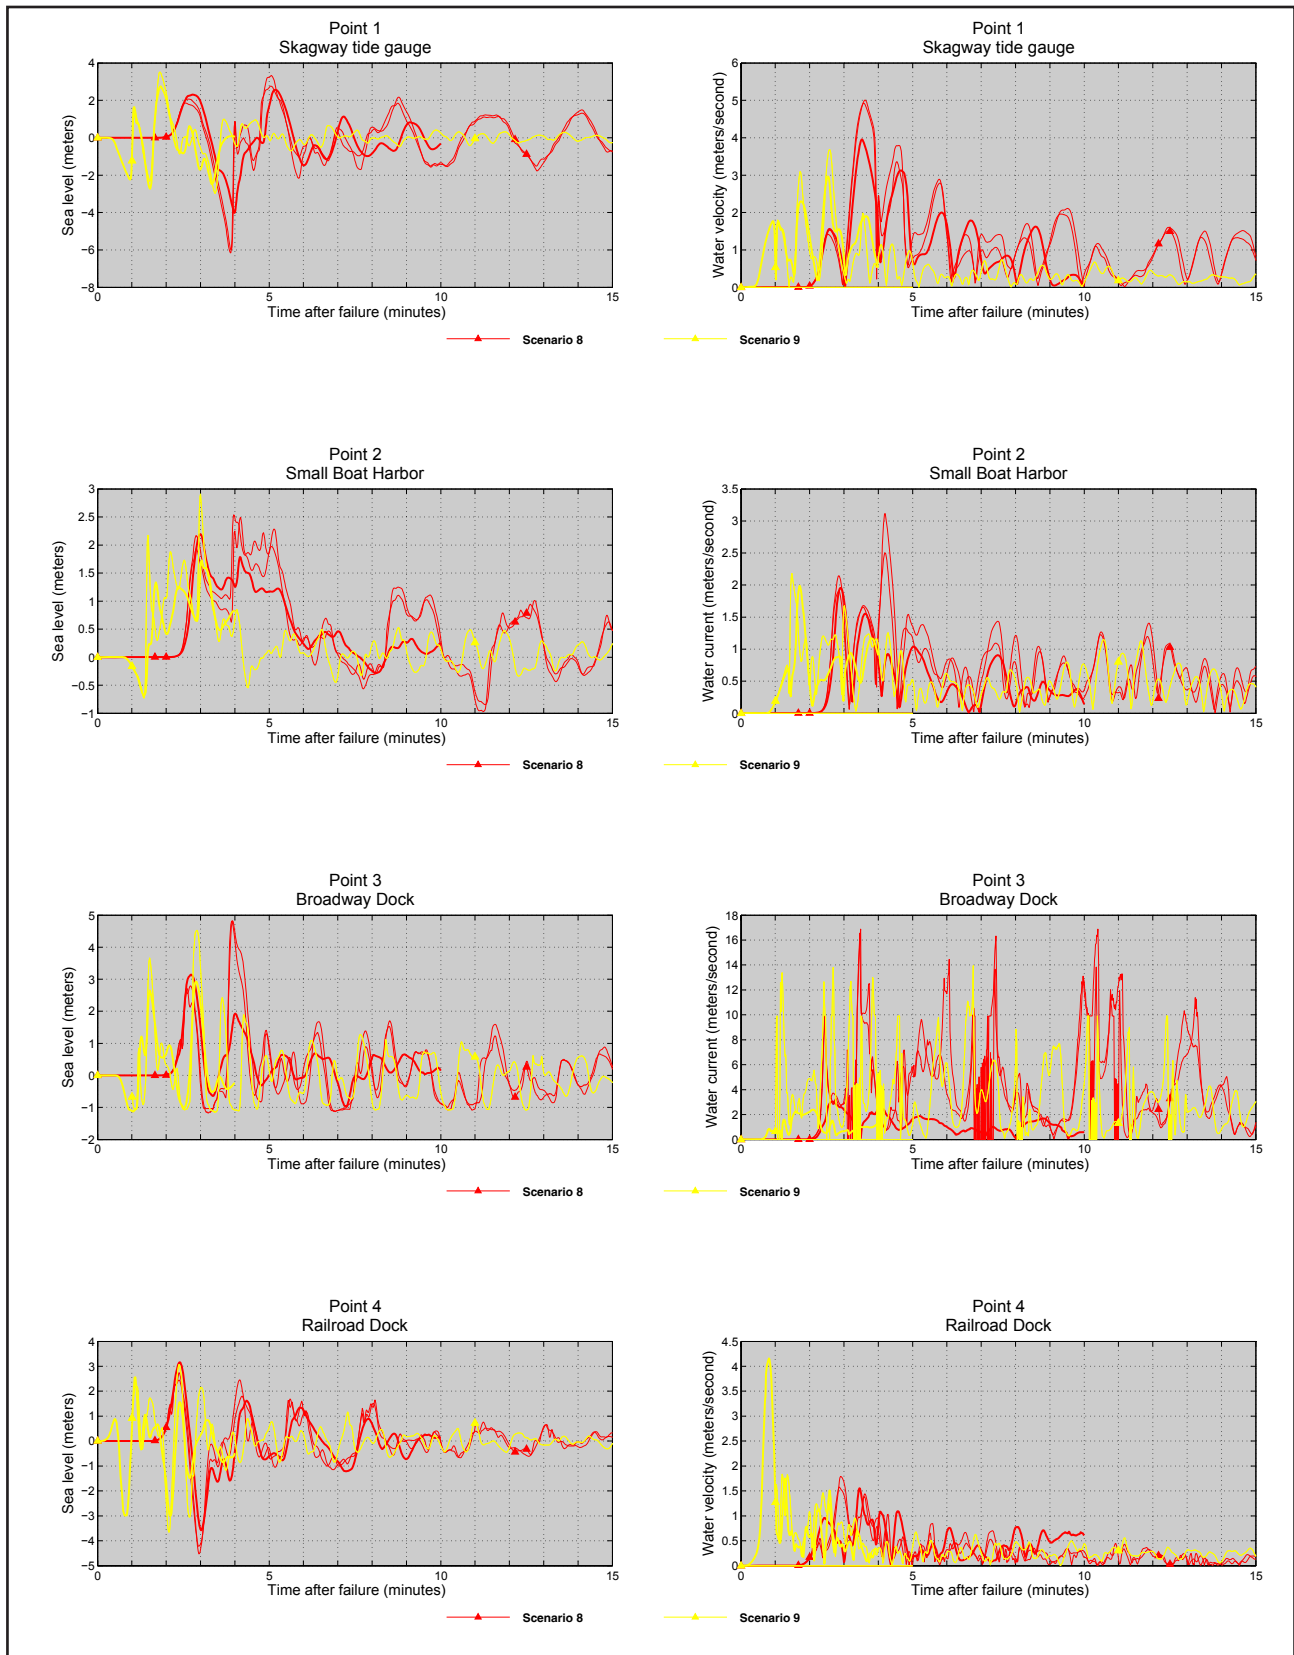 Point 1
Skagway tide gauge
Sea level (meters)
4
2
0
−2
−4
−6
−8
0
5
10
15
Time after failure (minutes)
Point 1
Skagway tide gauge
Water velocity (meters/second)
6
5
4
3
2
1
0
0
5
10
15
Time after failure (minutes)
Scenario 8
Scenario 9
Point 2
Small Boat Harbor
Sea level (meters)
3
2.5
2
1.5
1
0.5
0
−0.5
−1
0
5
10
15
Time after failure (minutes)
Point 2
Small Boat Harbor
Water current (meters/second)
3.5
3
2.5
2
1.5
1
0.5
0
0
5
10
15
Time after failure (minutes)
Scenario 8
Scenario 9
Point 3
Broadway Dock
Sea level (meters)
5
4
3
2
1
0
−1
−2
0
5
10
15
Time after failure (minutes)
Point 3
Broadway Dock
Water current (meters/second)
18
16
14
12
10
8
6
4
2
0
0
5
10
15
Time after failure (minutes)
Scenario 8
Scenario 9
Point 4
Railroad Dock
Sea level (meters)
4
3
2
1
0
−1
−2
−3
−4
−5
0
5
10
15
Time after failure (minutes)
Point 4
Railroad Dock
Water velocity (meters/second)
4.5
4
3.5
3
2.5
2
1.5
1
0.5
0
0
5
10
15
Time after failure (minutes)
Scenario 8
Scenario 9